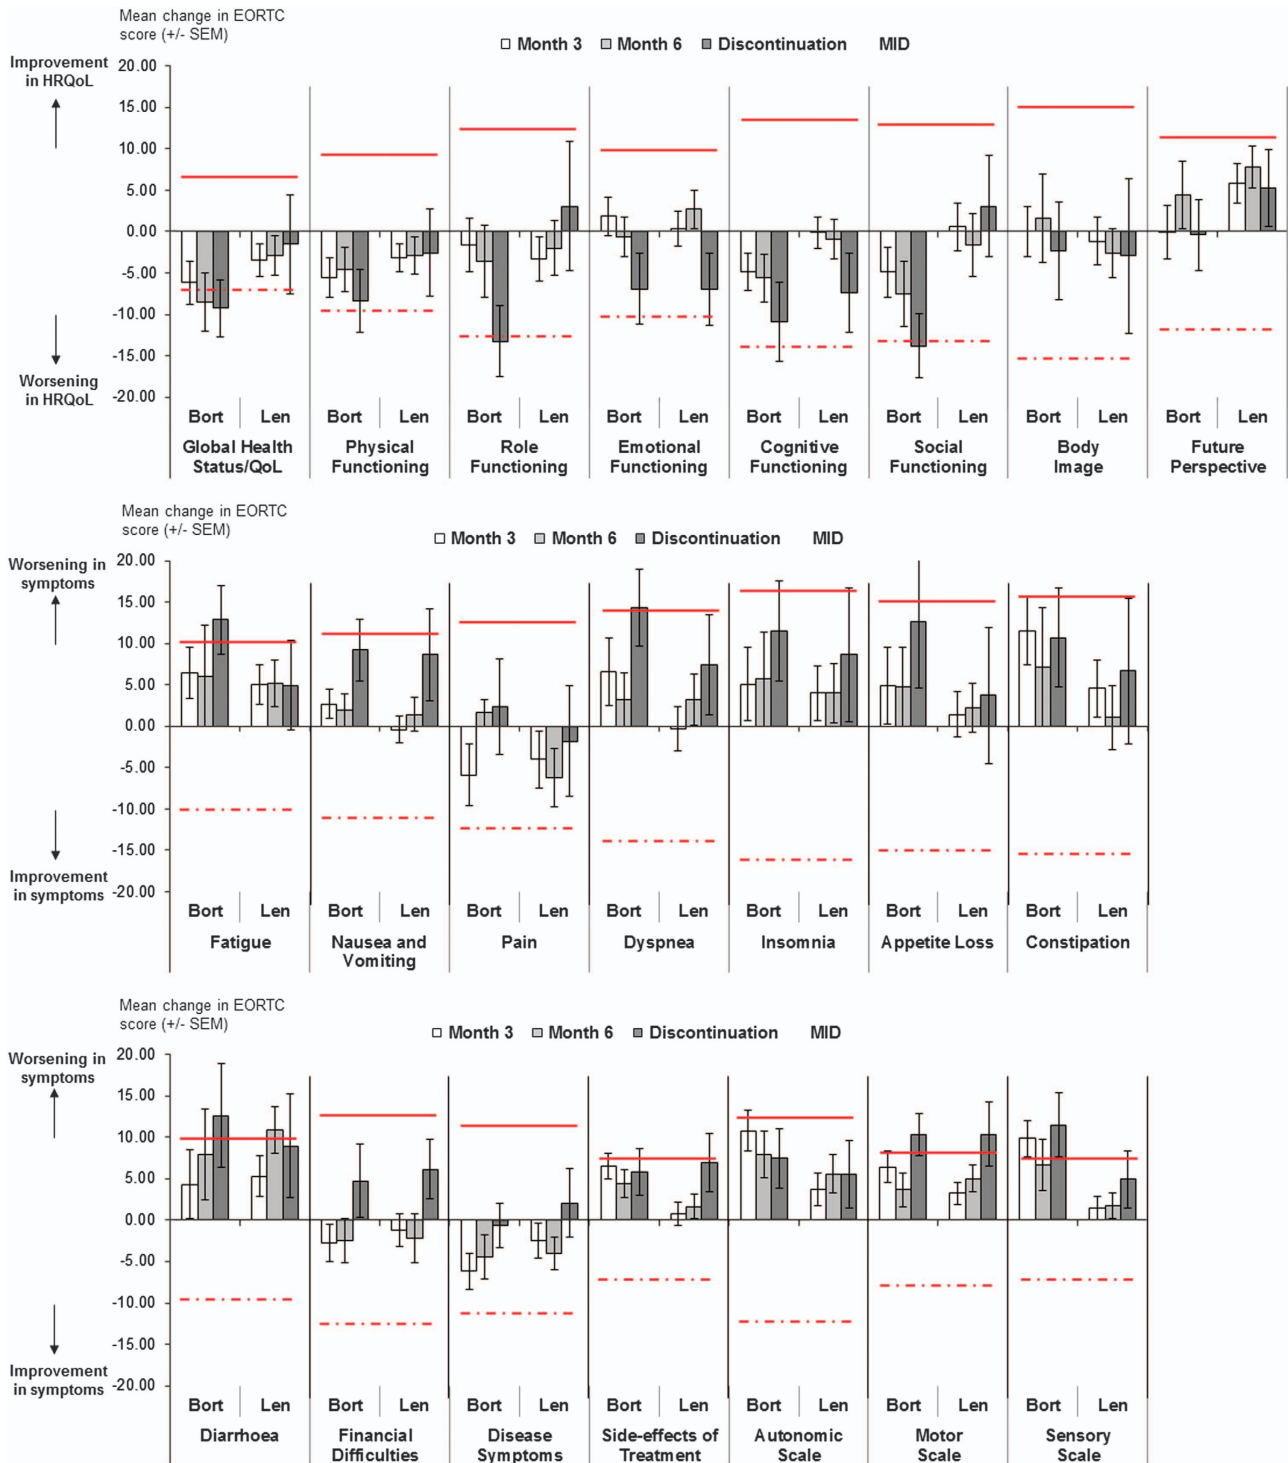 Mean change in EORTC
score (+/- SEM)
Month 3 Month 6 Discontinuation MID
Improvement
in HRQoL
Worsening
in HRQoL
20.00
15.00
10.00
5.00
0.00
-5.00
-10.00
-15.00
-20.00
Bort Len Bort Len Bort Len Bort Len Bort Len Bort Len Bort Len Bort Len
Global Health Physical Role Emotional Cognitive Social Body Future
Status/QoL Functioning Functioning Functioning Functioning Functioning Image Perspective
Mean change in EORTC
score (+/- SEM)
Month 3 Month 6 Discontinuation MID
Worsening in
symptoms
Improvement
in symptoms
20.00
15.00
10.00
5.00
0.00
-5.00
-10.00
-15.00
-20.00
Bort Len Bort Len Bort Len Bort Len Bort Len Bort Len Bort Len
Fatigue Nausea and Pain Dyspnea Insomnia Appetite Loss Constipation
Vomiting
Mean change in EORTC
score (+/- SEM)
Month 3 Month 6 Discontinuation MID
Worsening in
symptoms
Improvement
in symptoms
20.00
15.00
10.00
5.00
0.00
-5.00
-10.00
-15.00
-20.00
Bort Len Bort Len Bort Len Bort Len Bort Len Bort Len Bort Len
Diarrhoea Financial Disease Side-effects of Autonomic Motor Sensory
Difficulties Symptoms Treatment Scale Scale Scale